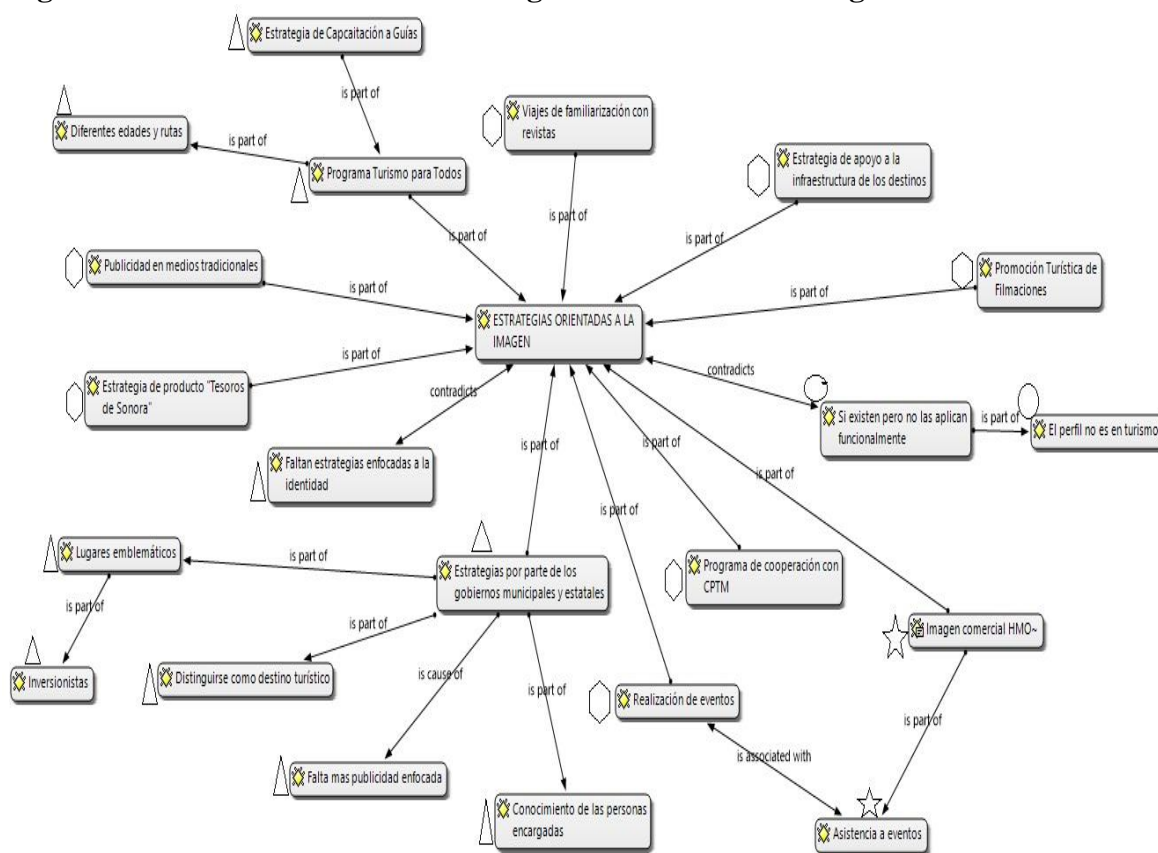 Estrategia de Capcaitación a Guías
is part of
Viajes de familiarización con
revistas
Diferentes edades y rutas
is part of
Programa Turismo para Todos
Estrategia de apoyo a la
infraestructura de los destinos
is part of
is part of
is part of
Publicidad en medios tradicionales
is part of
Promoción Turística de
Filmaciones
is part of
ESTRATEGIAS ORIENTADAS A LA
IMAGEN
is part of
Estrategia de producto "Tesoros
de Sonora"
contradicts
contradicts
Si existen pero no las aplican
funcionalmente
is part of
El perfil no es en turismo
Faltan estrategias enfocadas a la
identidad
is part of
is part of
is part of
is part of
Lugares emblemáticos
is part of
Estrategias por parte de los
gobiernos municipales y estatales
Programa de cooperación con
CPTM
is part of
Imagen comercial HMO~
is part of
Inversionistas
Distinguirse como destino turístico
is cause of
is part of
Realización de eventos
is part of
is associated with
Falta mas publicidad enfocada
Conocimiento de las personas
encargadas
Asistencia a eventos